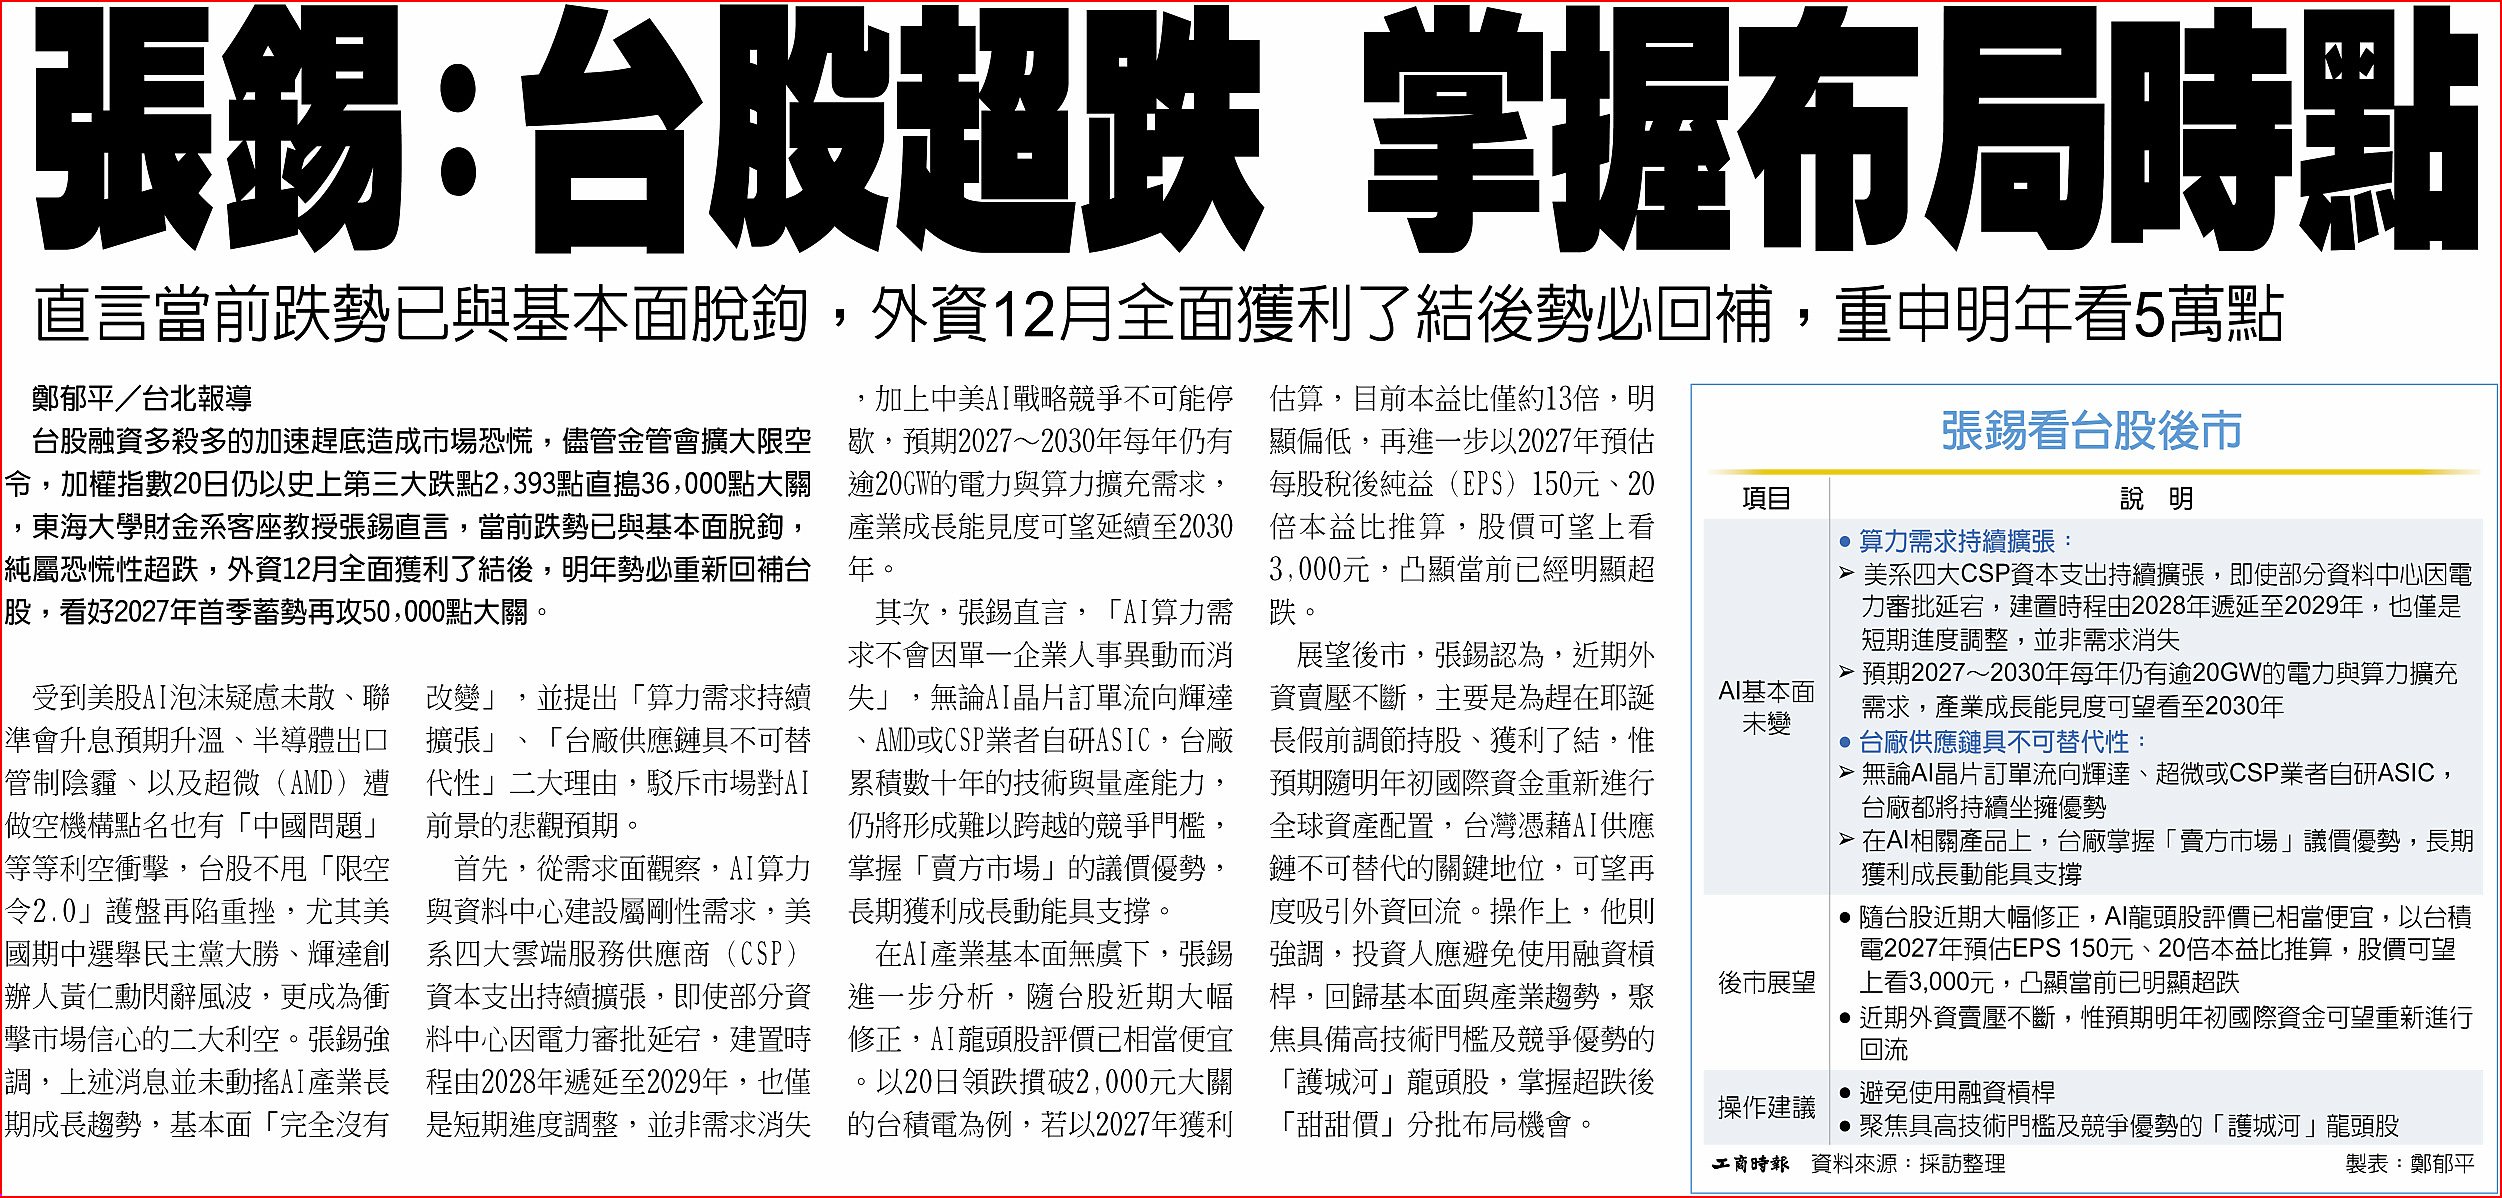 張錫：台股超跌 掌握布局時點
直言當前跌勢已與基本面脫鉤，外資12月全面獲利了結後勢必回補，重申明年看5萬點
鄭郁平／台北報導
台股融資多殺多的加速趕底造成市場恐慌，儘管金管會擴大限空
令，加權指數20日仍以史上第三大跌點2,393點直搗36,000點大關
，東海大學財金系客座教授張錫直言，當前跌勢已與基本面脫鉤，
純屬恐慌性超跌，外資12月全面獲利了結後，明年勢必重新回補台
股，看好2027年首季蓄勢再攻50,000點大關。
受到美股AI泡沫疑慮未散、聯
準會升息預期升溫、半導體出口
管制陰霾、以及超微（AMD）遭
做空機構點名也有「中國問題」
等等利空衝擊，台股不甩「限空
令2.0」護盤再陷重挫，尤其美
國期中選舉民主黨大勝、輝達創
辦人黃仁勳閃辭風波，更成為衝
擊市場信心的二大利空。張錫強
調，上述消息並未動搖AI產業長
期成長趨勢，基本面「完全沒有
改變」，並提出「算力需求持續
擴張」、「台廠供應鏈具不可替
代性」二大理由，駁斥市場對AI
前景的悲觀預期。
首先，從需求面觀察，AI算力
與資料中心建設屬剛性需求，美
系四大雲端服務供應商（CSP）
資本支出持續擴張，即使部分資
料中心因電力審批延宕，建置時
程由2028年遞延至2029年，也僅
是短期進度調整，並非需求消失
，加上中美AI戰略競爭不可能停
歇，預期2027～2030年每年仍有
逾20GW的電力與算力擴充需求，
產業成長能見度可望延續至2030
年。
其次，張錫直言，「AI算力需
求不會因單一企業人事異動而消
失」，無論AI晶片訂單流向輝達
、AMD或CSP業者自研ASIC，台廠
累積數十年的技術與量產能力，
仍將形成難以跨越的競爭門檻，
掌握「賣方市場」的議價優勢，
長期獲利成長動能具支撐。
在AI產業基本面無虞下，張錫
進一步分析，隨台股近期大幅
修正，AI龍頭股評價已相當便宜
。以20日領跌摜破2,000元大關
的台積電為例，若以2027年獲利
估算，目前本益比僅約13倍，明
顯偏低，再進一步以2027年預估
每股稅後純益（EPS）150元、20
倍本益比推算，股價可望上看
3,000元，凸顯當前已經明顯超
跌。
展望後市，張錫認為，近期外
資賣壓不斷，主要是為趕在耶誕
長假前調節持股、獲利了結，惟
預期隨明年初國際資金重新進行
全球資產配置，台灣憑藉AI供應
鏈不可替代的關鍵地位，可望再
度吸引外資回流。操作上，他則
強調，投資人應避免使用融資槓
桿，回歸基本面與產業趨勢，聚
焦具備高技術門檻及競爭優勢的
「護城河」龍頭股，掌握超跌後
「甜甜價」分批布局機會。
張錫看台股後市
項目 說 明
AI基本面
未變
● 算力需求持續擴張：
➢ 美系四大CSP資本支出持續擴張，即使部分資料中心因電
力審批延宕，建置時程由2028年遞延至2029年，也僅是
短期進度調整，並非需求消失
➢ 預期2027～2030年每年仍有逾20GW的電力與算力擴充
需求，產業成長能見度可望看至2030年
● 台廠供應鏈具不可替代性：
➢ 無論AI晶片訂單流向輝達、超微或CSP業者自研ASIC，
台廠都將持續坐擁優勢
➢ 在AI相關產品上，台廠掌握「賣方市場」議價優勢，長期
獲利成長動能具支撐
後市展望
● 隨台股近期大幅修正，AI龍頭股評價已相當便宜，以台積
電2027年預估EPS 150元、20倍本益比推算，股價可望
上看3,000元，凸顯當前已明顯超跌
● 近期外資賣壓不斷，惟預期明年初國際資金可望重新進行
回流
操作建議
● 避免使用融資槓桿
● 聚焦具高技術門檻及競爭優勢的「護城河」龍頭股
工商時報 資料來源：採訪整理 製表：鄭郁平